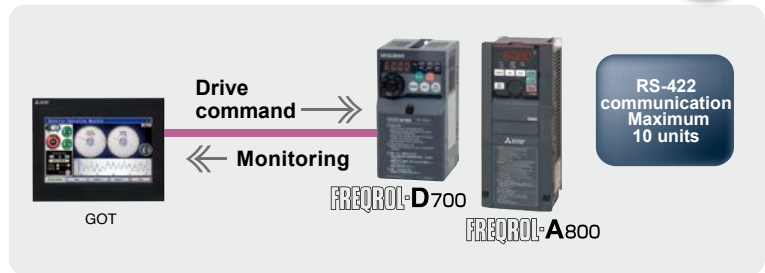 Drive
command
Monitoring
GOT
FREQROL-D700
FREQROL-A800
RS-422
communication
Maximum
10 units